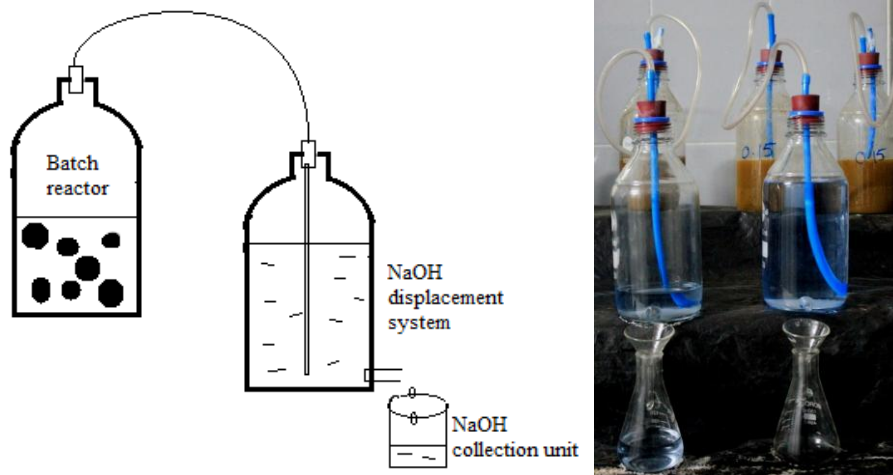 Batch
reactor
NaOH
displacement
system
NaOH
collection unit
0.15
0.15